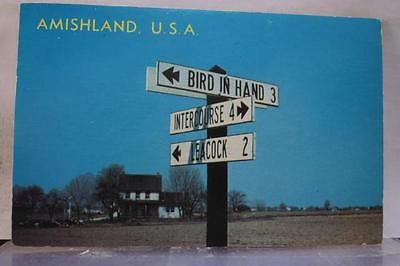 AMISHLAND, U.S.A.
BIRD IN HAND 3
INTERCOURSE 4
LEACOCK 2